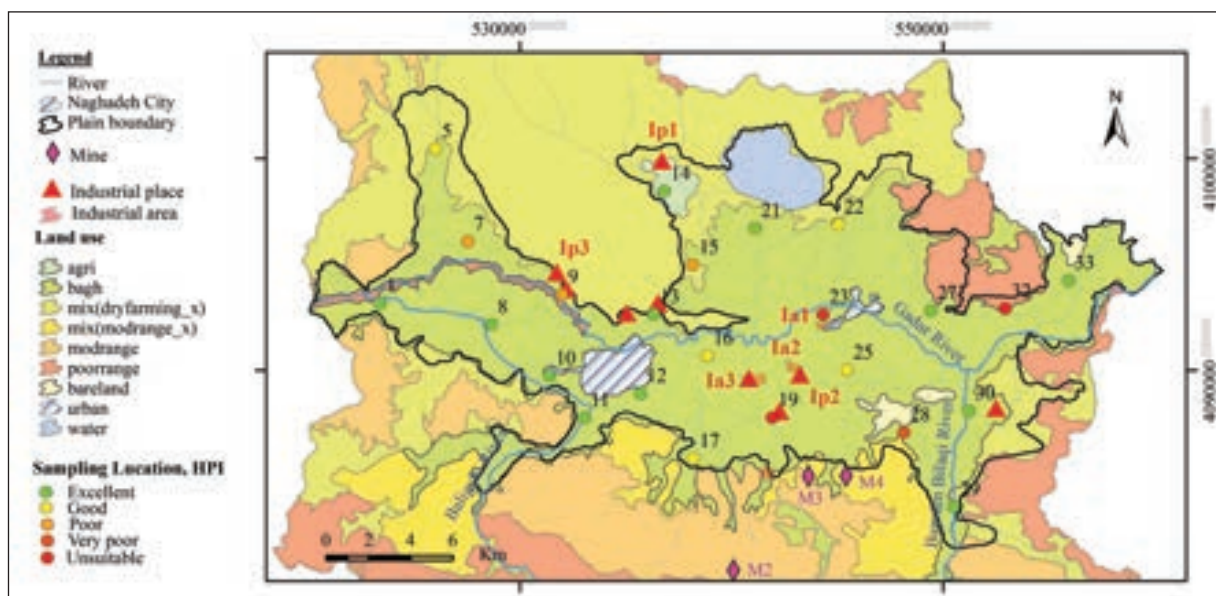 530000
550000
Legend
River
Naghadeh City
Plain boundary
Mine
Industrial place
Industrial area
Land use
agri
bagh
mix(dryfarming_x)
mix(modrange_x)
modrange
poorrange
bareland
urban
water
Sampling Location, HPI
Excellent
Good
Poor
Very poor
Unsuitable
N
4100000
4090000
5
Ip1
14
21
22
7
15
Ip3
9
33
3
23
27
32
1
8
Ia1
Gadar River
16
Ia2
25
10
12
Ia3
Ip2
11
19
90
28
17
M3
M4
M2
0 2 4 6
Km